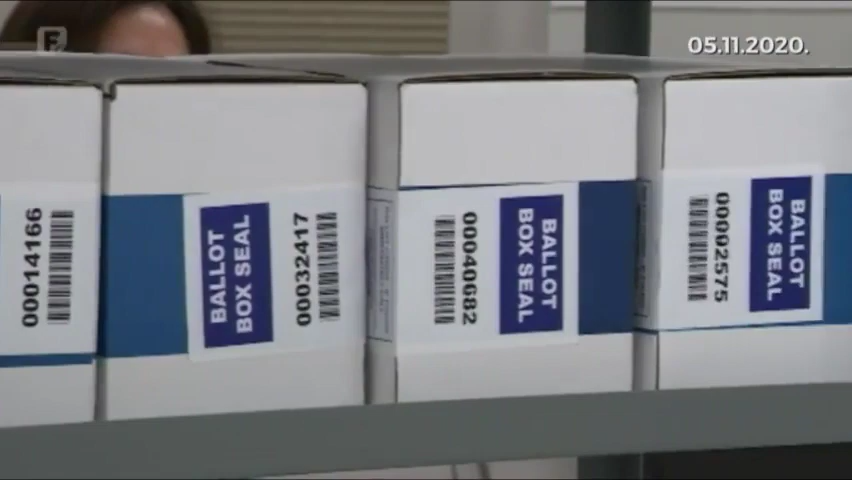 05.11.2020.
00014166
BALLOT
BOX SEAL
00032417
00040682
BALLOT
BOX SEAL
00002575
BALLOT
BOX SEAL